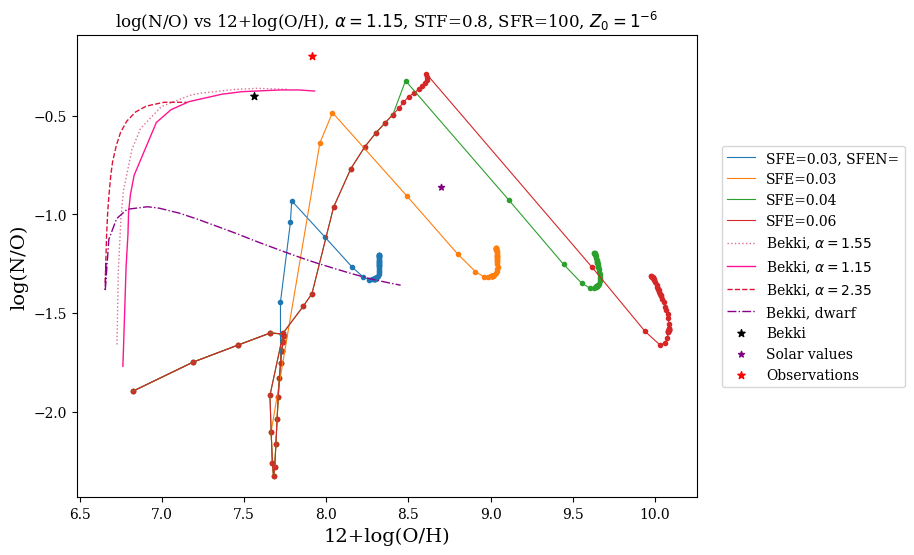 log(N/O) vs 12+log(O/H), α = 1.15, STF=0.8, SFR=100, Z₀ = 1⁻⁶
log(N/O)
−0.5
−1.0
−1.5
−2.0
6.5 7.0 7.5 8.0 8.5 9.0 9.5 10.0
12+log(O/H)
SFE=0.03, SFEN=
SFE=0.03
SFE=0.04
SFE=0.06
Bekki, α = 1.55
Bekki, α = 1.15
Bekki, α = 2.35
Bekki, dwarf
Bekki
Solar values
Observations